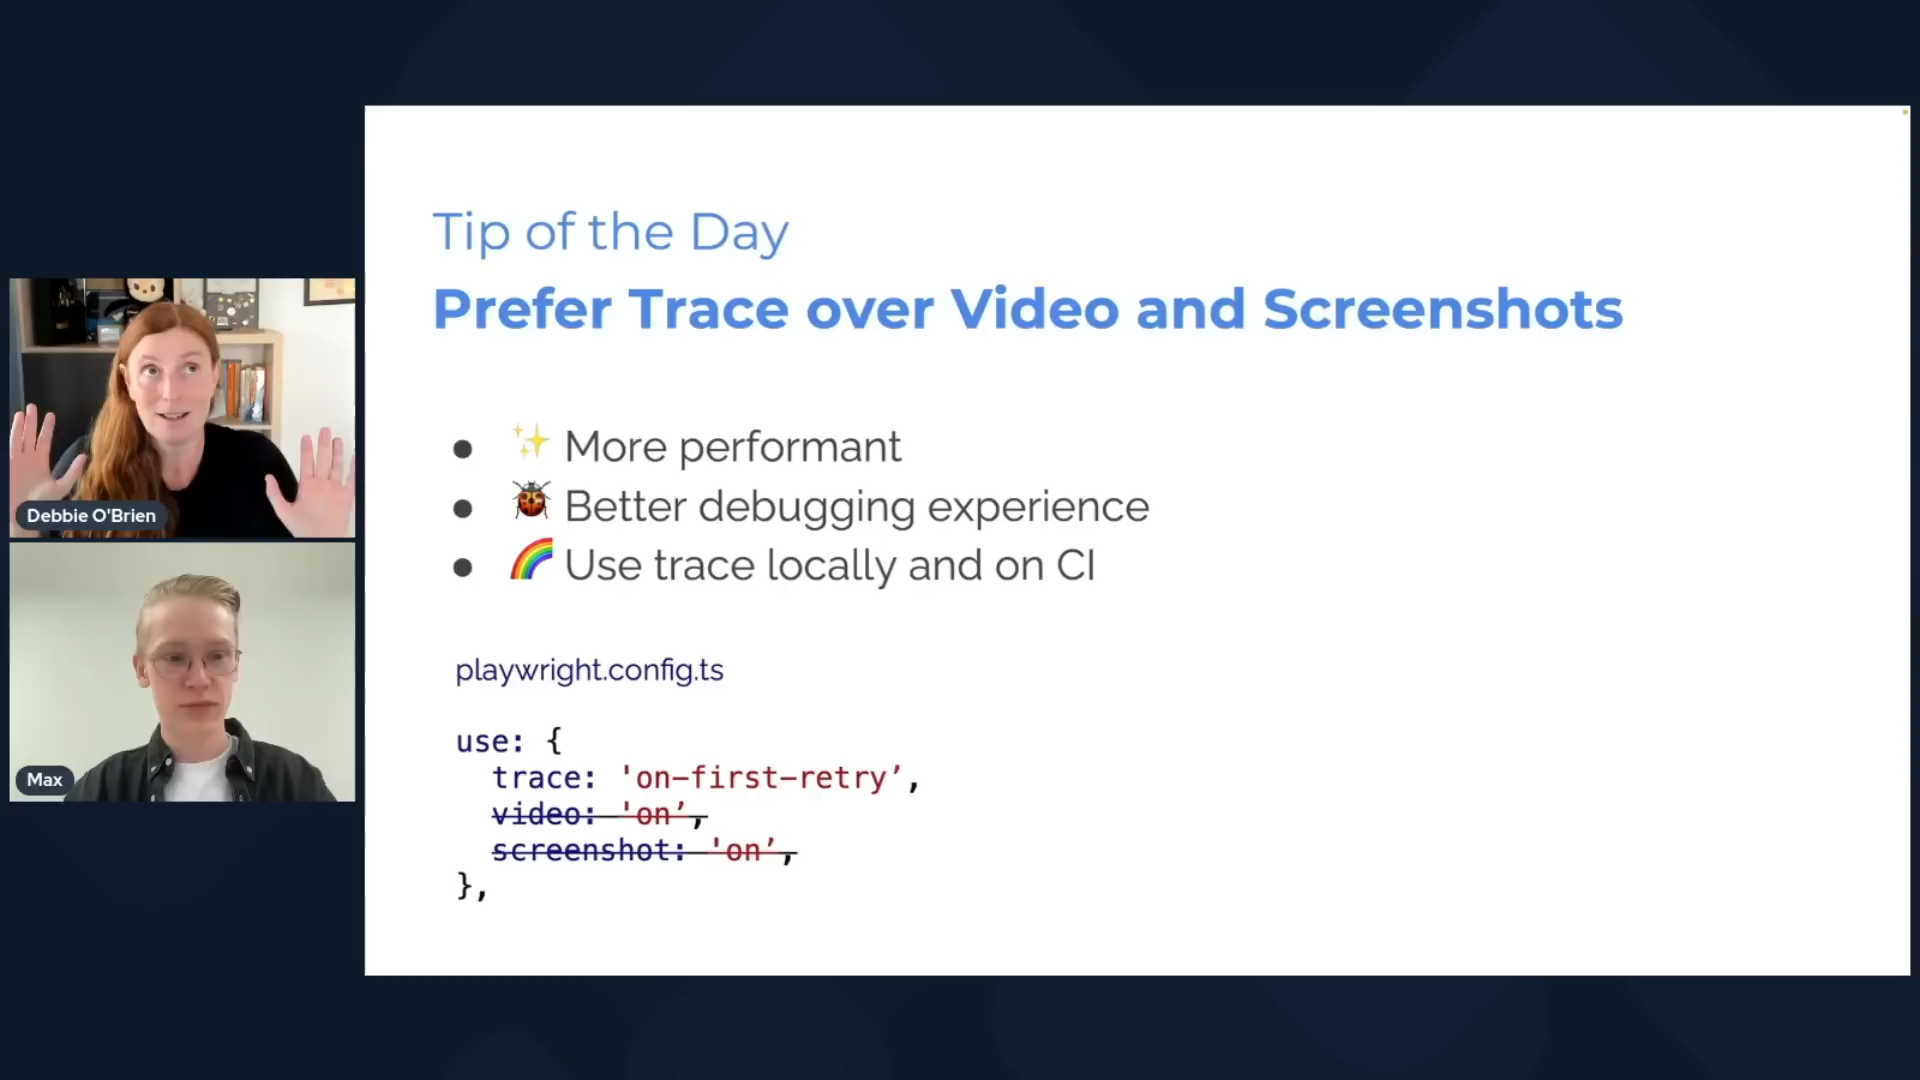 Tip of the Day
Prefer Trace over Video and Screenshots
● ✨ More performant
● 🐞 Better debugging experience
● 🌈 Use trace locally and on CI
playwright.config.ts
use: {
  trace: 'on-first-retry’,
  video: 'on’,
  screenshot: 'on’,
},
Debbie O'Brien
Max